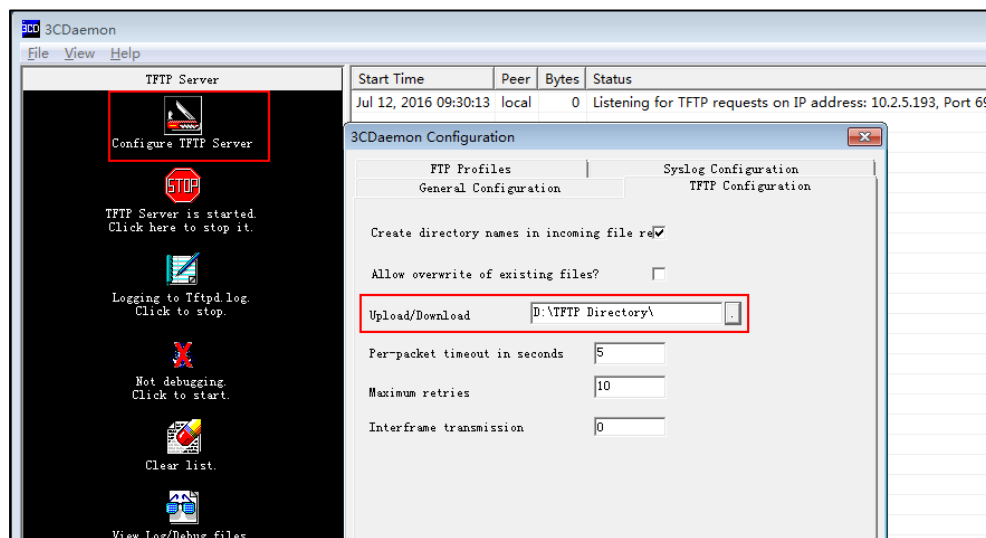 3CD 3CDaemon
File View Help
TFTP Server
Start Time Peer Bytes Status
Jul 12, 2016 09:30:13 local 0 Listening for TFTP requests on IP address: 10.2.5.193, Port 69
Configure TFTP Server
STOP
TFTP Server is started.
Click here to stop it.
Logging to Tftpd.log.
Click to stop.
Not debugging.
Click to start.
Clear list.
View Log/Debug files
3CDaemon Configuration
FTP Profiles Syslog Configuration
General Configuration TFTP Configuration
Create directory names in incoming file re
Allow overwrite of existing files?
Upload/Download D:\TFTP Directory\ .
Per-packet timeout in seconds 5
Maximum retries 10
Interframe transmission 0